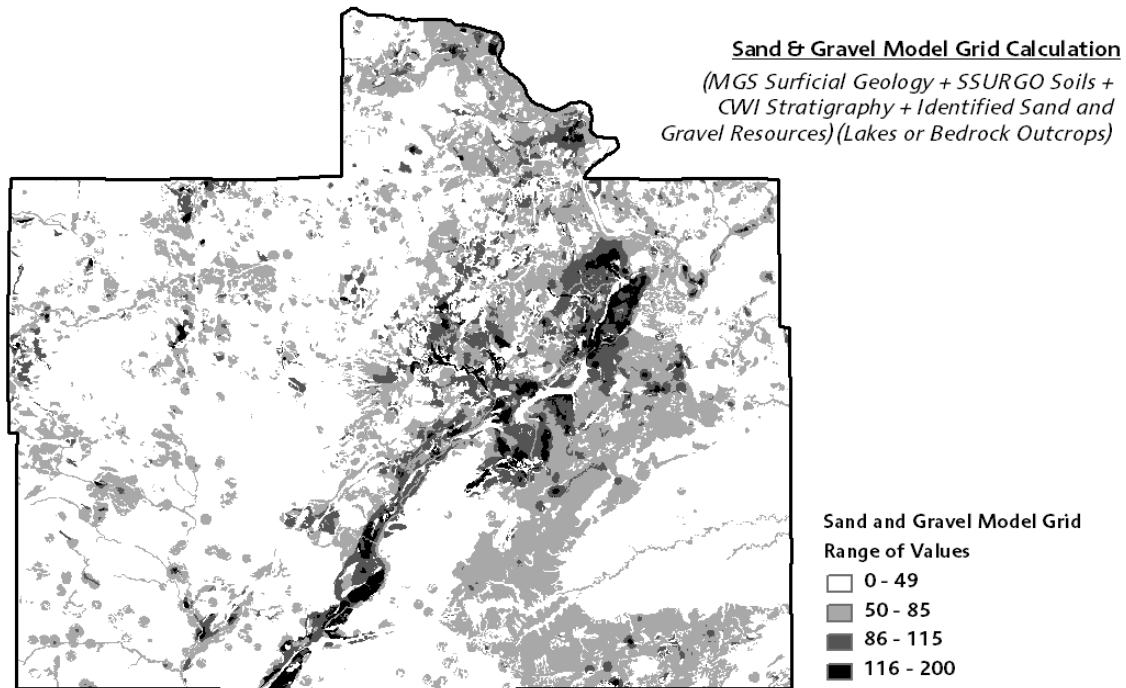 Sand & Gravel Model Grid Calculation
(MGS Surficial Geology + SSURGO Soils +
CWI Stratigraphy + Identified Sand and
Gravel Resources) (Lakes or Bedrock Outcrops)
Sand and Gravel Model Grid
Range of Values
0 - 49
50 - 85
86 - 115
116 - 200